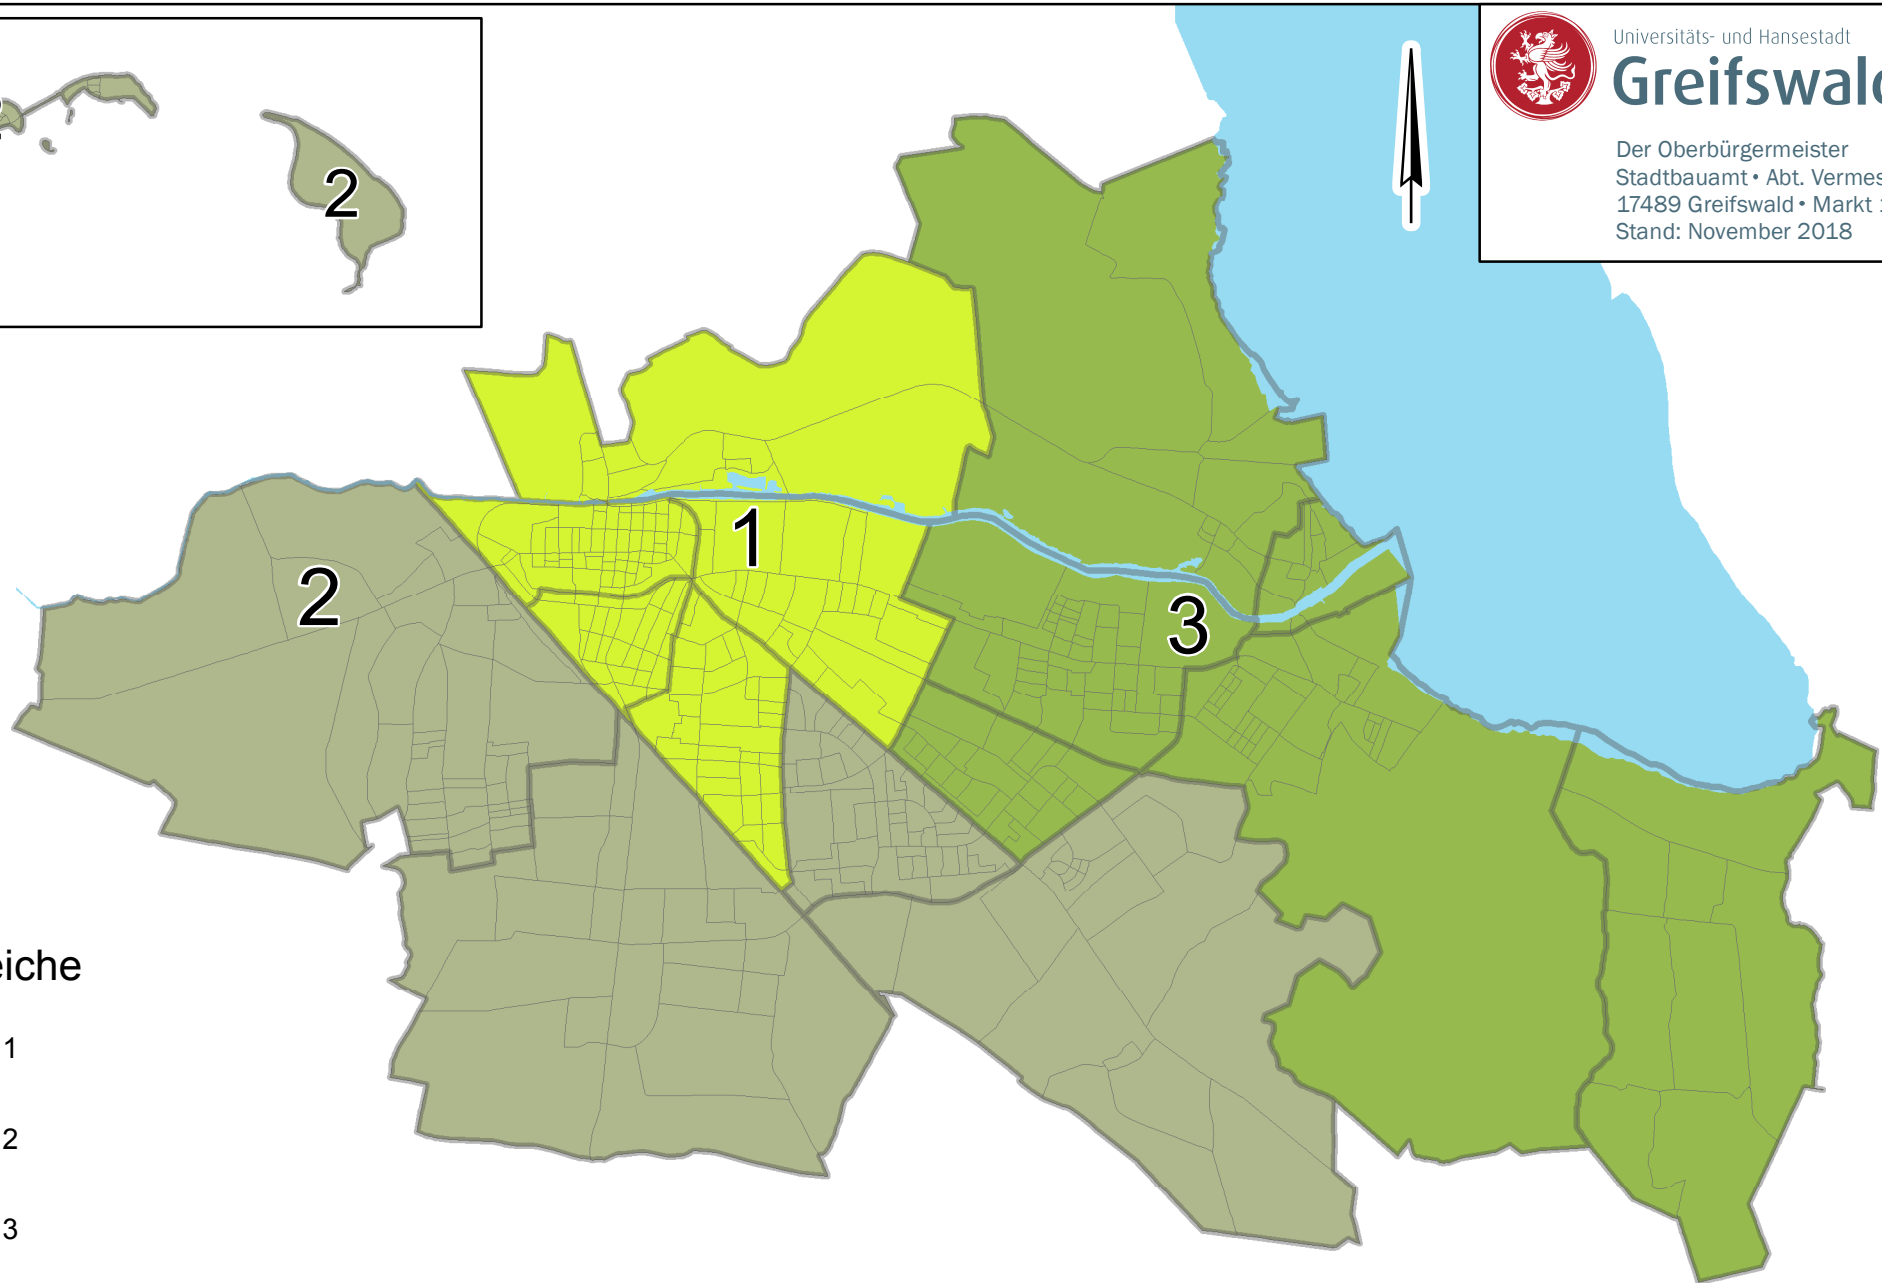 2
Universitäts- und Hansestadt
Greifswald
Der Oberbürgermeister
Stadtbauamt • Abt. Vermes
17489 Greifswald • Markt
Stand: November 2018
1
2
3
eiche
1
2
3